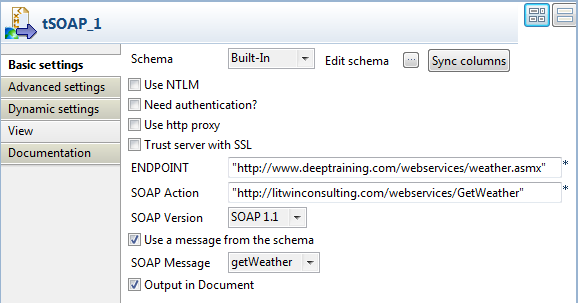 tSOAP_1
Basic settings
Advanced settings
Dynamic settings
View
Documentation
Schema Built-In Edit schema ... Sync columns
Use NTLM
Need authentication?
Use http proxy
Trust server with SSL
ENDPOINT "http://www.deeptraining.com/webservices/weather.asmx" *
SOAP Action "http://litwinconsulting.com/webservices/GetWeather" *
SOAP Version SOAP 1.1
Use a message from the schema
SOAP Message getWeather
Output in Document